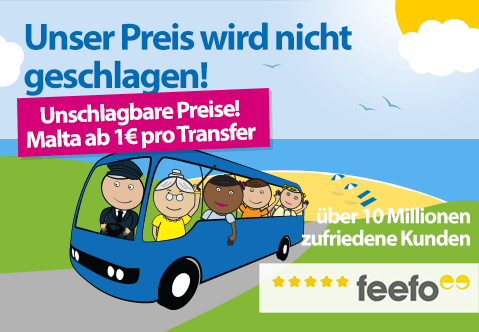 Unser Preis wird nicht
geschlagen!
Unschlagbare Preise!
Malta ab 1€ pro Transfer
über 10 Millionen
zufriedene Kunden
feefo